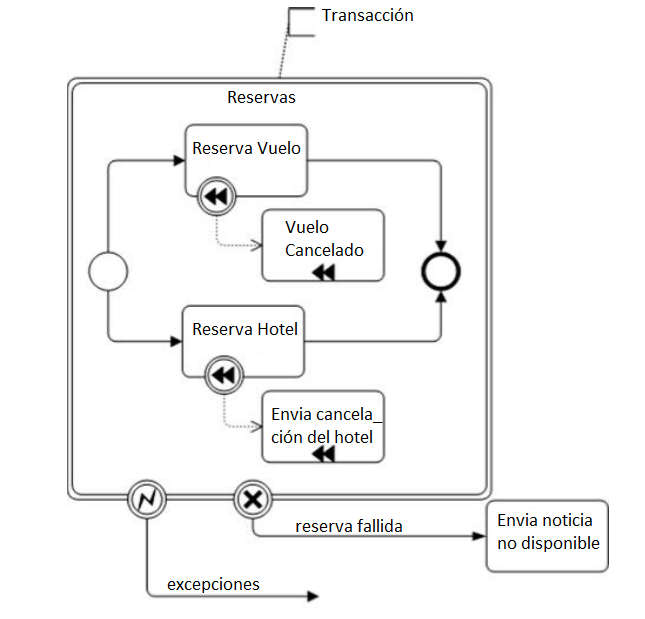 Transacción
Reservas
Reserva Vuelo
Vuelo
Cancelado
Reserva Hotel
Envia cancela_
ción del hotel
reserva fallida
Envia noticia
no disponible
excepciones